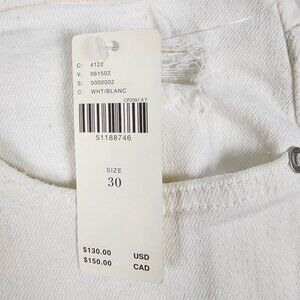 C: 4122
V: 061502
S: 0000002
C: WHT/BLANC
51188746
SIZE
30
$130.00 USD
$150.00 CAD